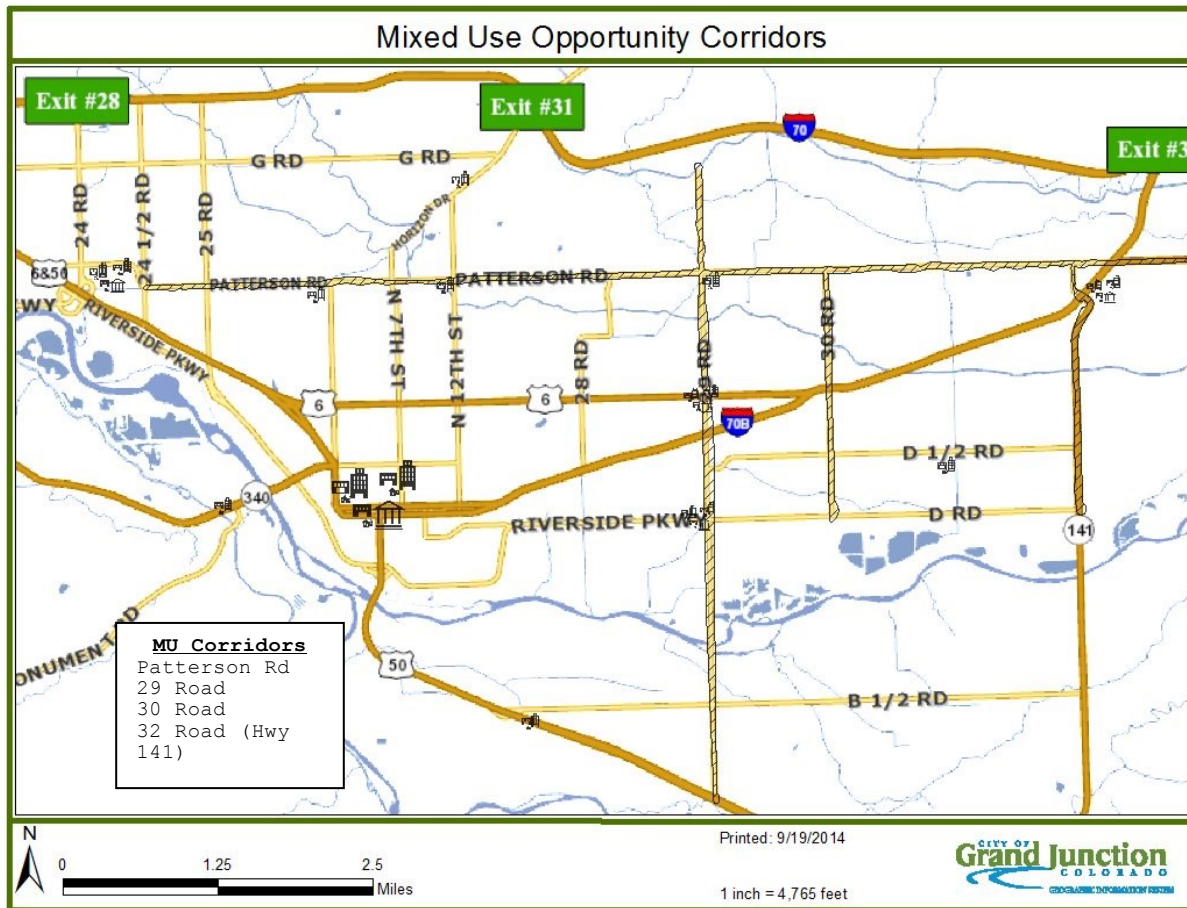 Mixed Use Opportunity Corridors
Exit #28
Exit #31
70
Exit #3
G RD
G RD
24 RD
24 1/2 RD
25 RD
HORIZON DR
6&50
PATTERSON RD
PATTERSON RD
WY
RIVERSIDE PKWY
N 7TH ST
N 12TH ST
28 RD
29 RD
30 RD
6
6
70B
D 1/2 RD
340
RIVERSIDE PKW
D RD
141
MU Corridors
Patterson Rd
29 Road
30 Road
32 Road (Hwy
141)
50
B 1/2 RD
N
0 1.25 2.5
Miles
Printed: 9/19/2014
1 inch = 4,765 feet
CITY OF
Grand Junction
COLORADO
GEOGRAPHIC INFORMATION SYSTEM